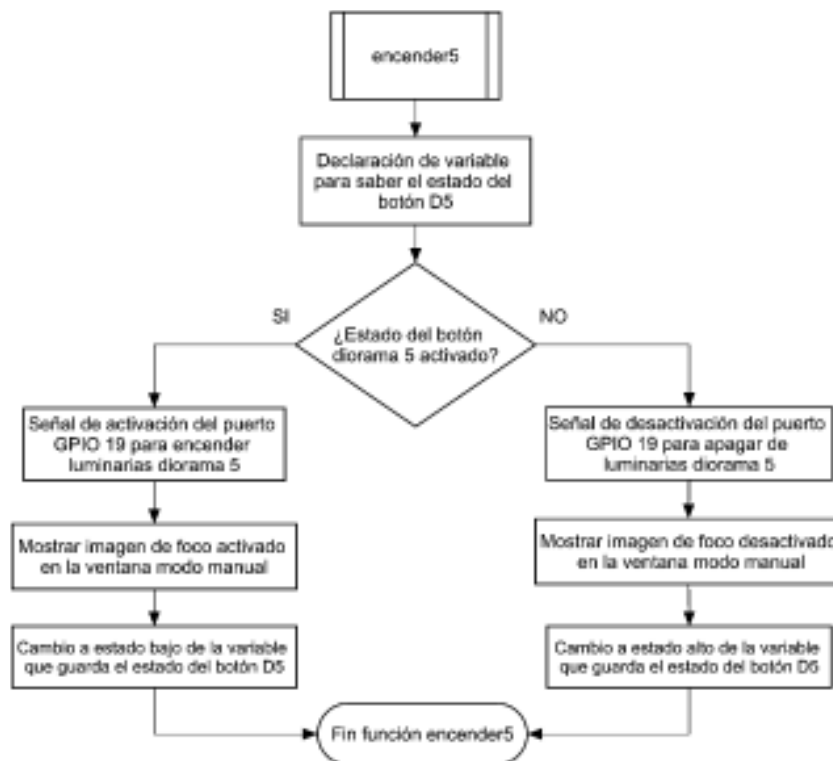 encender5
Declaración de variable
para saber el estado del
botón D5
SI
NO
¿Estado del botón
diorama 5 activado?
Señal de activación del puerto
GPIO 19 para encender
luminarias diorama 5
Señal de desactivación del puerto
GPIO 19 para apagar de
luminarias diorama 5
Mostrar imagen de foco activado
en la ventana modo manual
Mostrar imagen de foco desactivado
en la ventana modo manual
Cambio a estado bajo de la variable
que guarda el estado del botón D5
Cambio a estado alto de la variable
que guarda el estado del botón D5
Fin función encender5